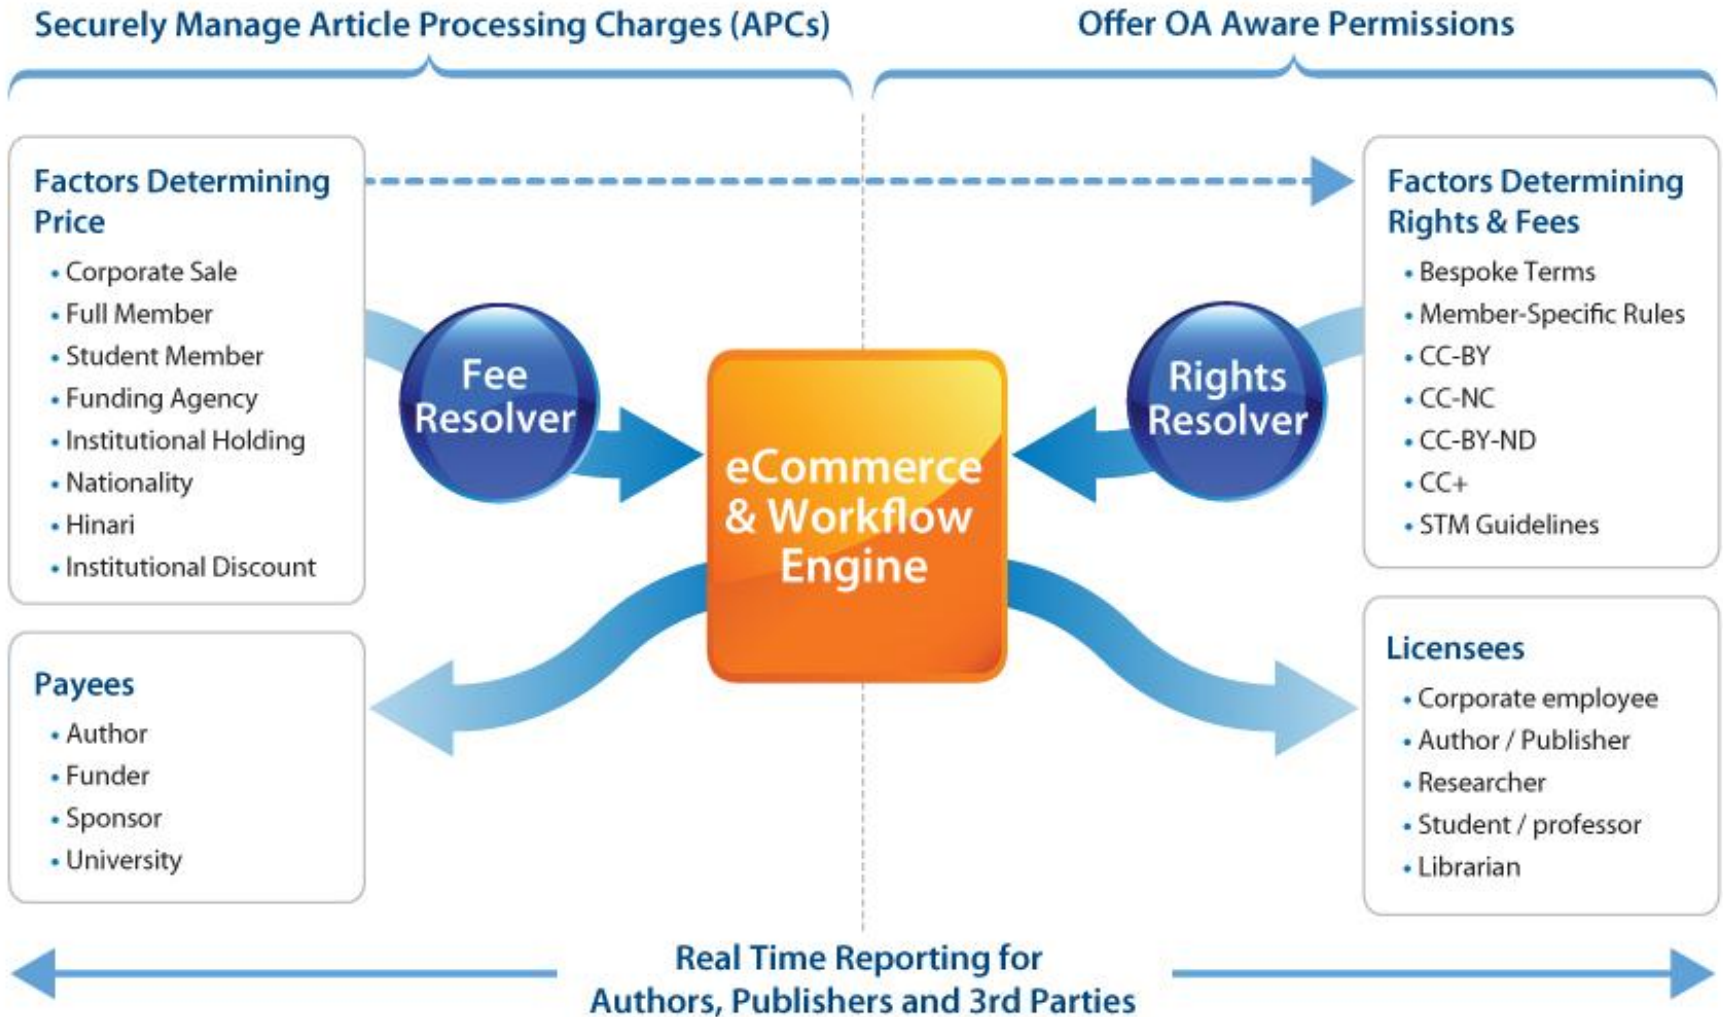 Securely Manage Article Processing Charges (APCs)
Offer OA Aware Permissions
Factors Determining
Price
• Corporate Sale
• Full Member
• Student Member
• Funding Agency
• Institutional Holding
• Nationality
• Hinari
• Institutional Discount
Fee
Resolver
eCommerce
& Workflow
Engine
Rights
Resolver
Factors Determining
Rights & Fees
• Bespoke Terms
• Member-Specific Rules
• CC-BY
• CC-NC
• CC-BY-ND
• CC+
• STM Guidelines
Payees
• Author
• Funder
• Sponsor
• University
Licensees
• Corporate employee
• Author / Publisher
• Researcher
• Student / professor
• Librarian
Real Time Reporting for
Authors, Publishers and 3rd Parties